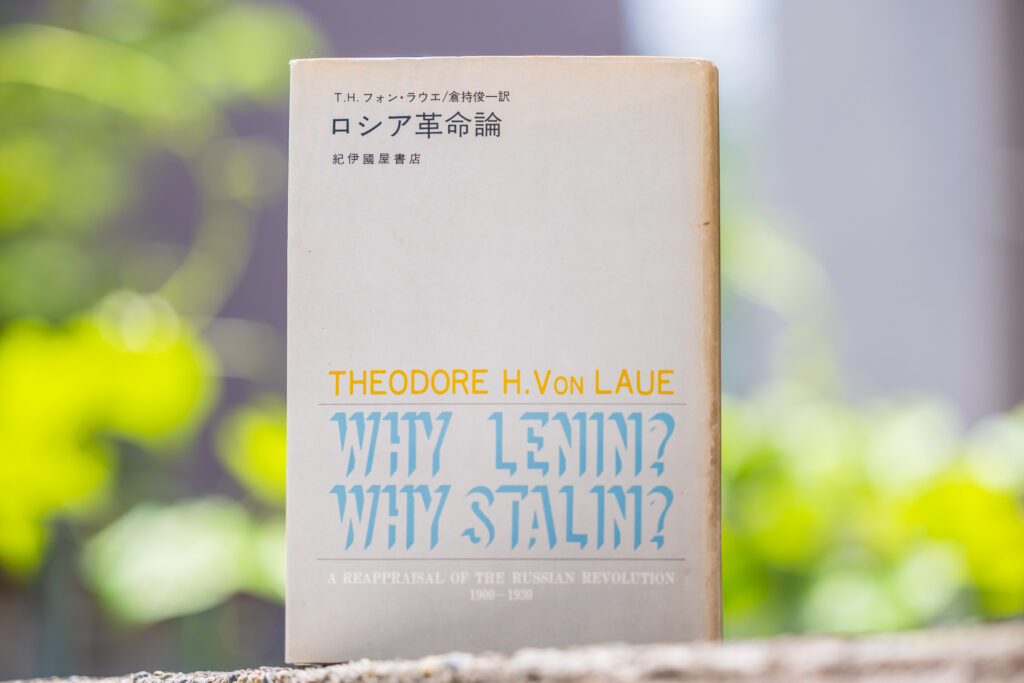 T.H.フォン・ラウエ/倉持俊一訳
ロシア革命論
紀伊國屋書店
THEODORE H.VON LAUE
WHY LENIN?
WHY STALIN?
A REAPPRAISAL OF THE RUSSIAN REVOLUTION
1900–1930